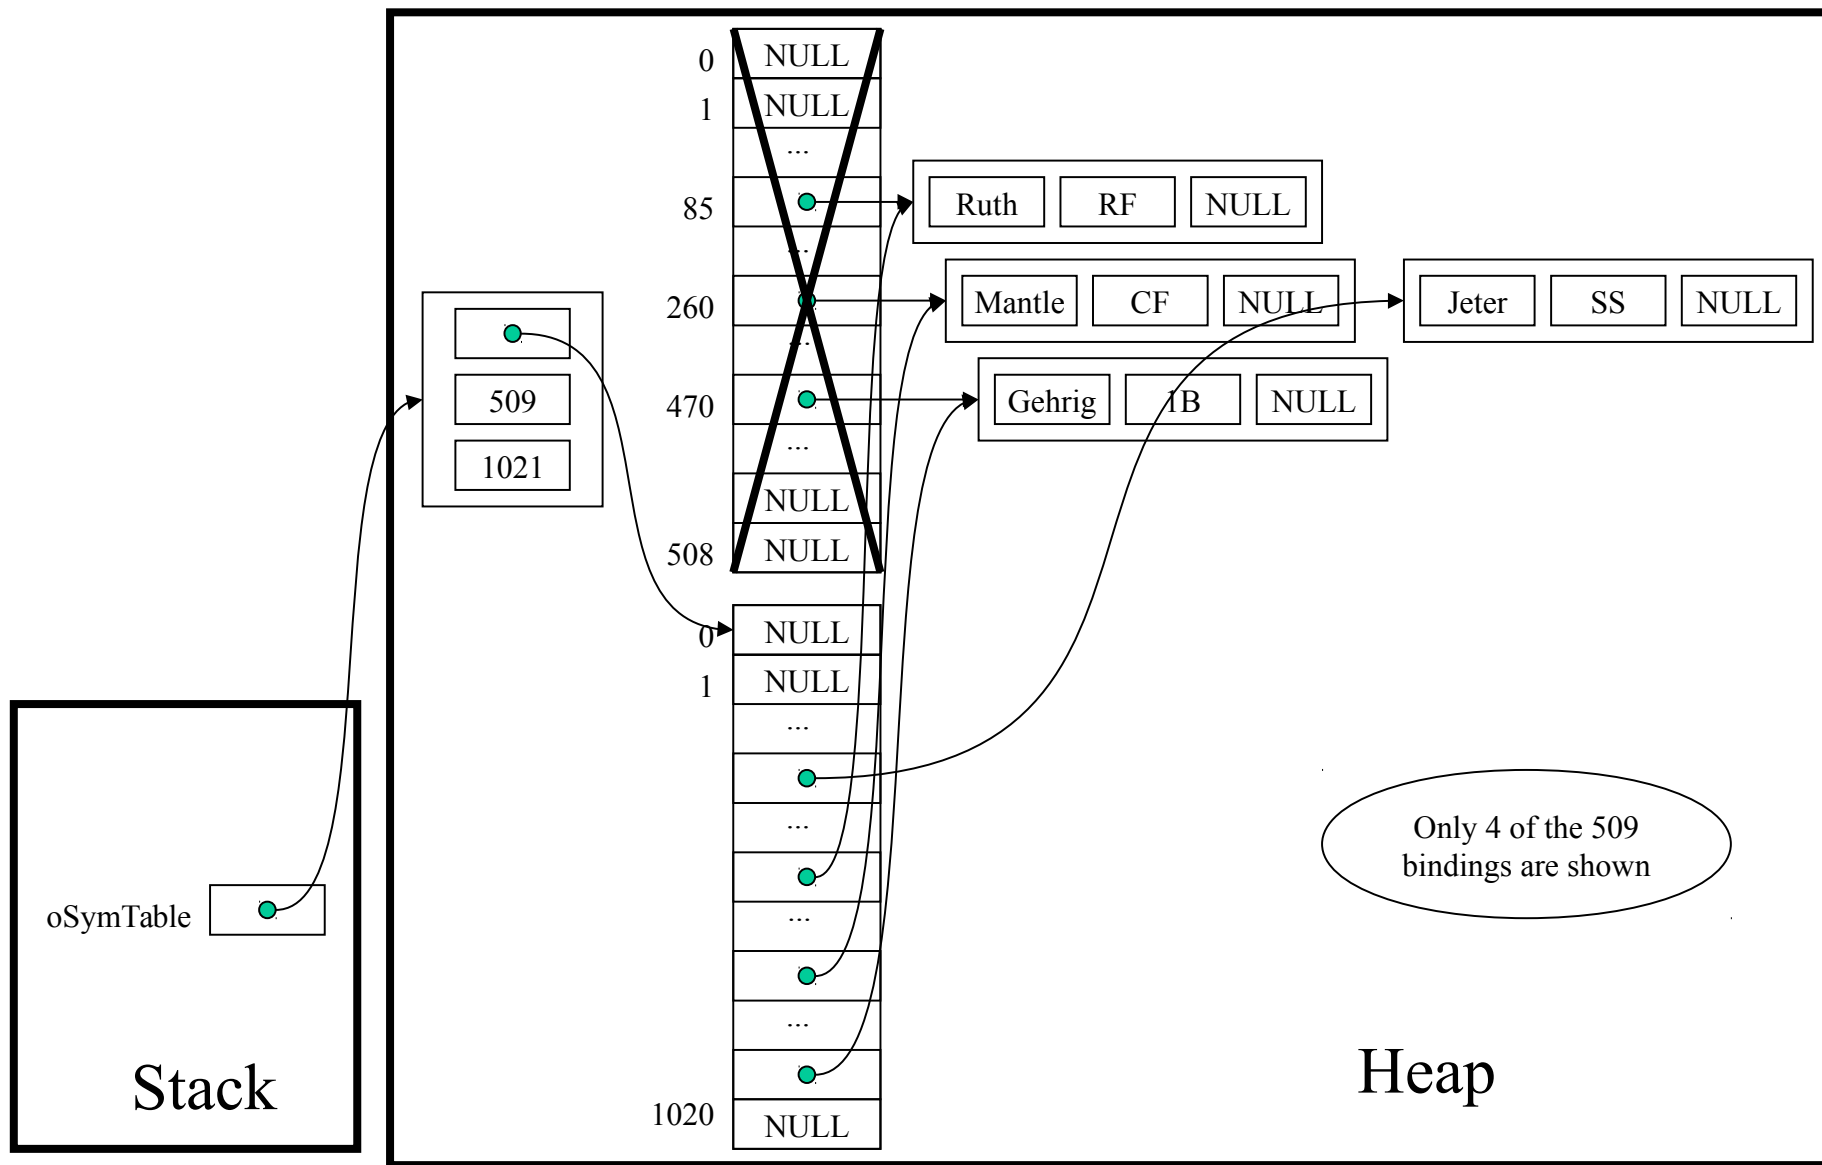 0
NULL
1
NULL
...
85
Ruth
RF
NULL
...
260
Mantle
CF
NULL
Jeter
SS
NULL
...
509
470
Gehrig
1B
NULL
...
1021
NULL
508
NULL
0
NULL
1
NULL
...
...
Only 4 of the 509
bindings are shown
oSymTable
...
...
Stack
Heap
1020
NULL